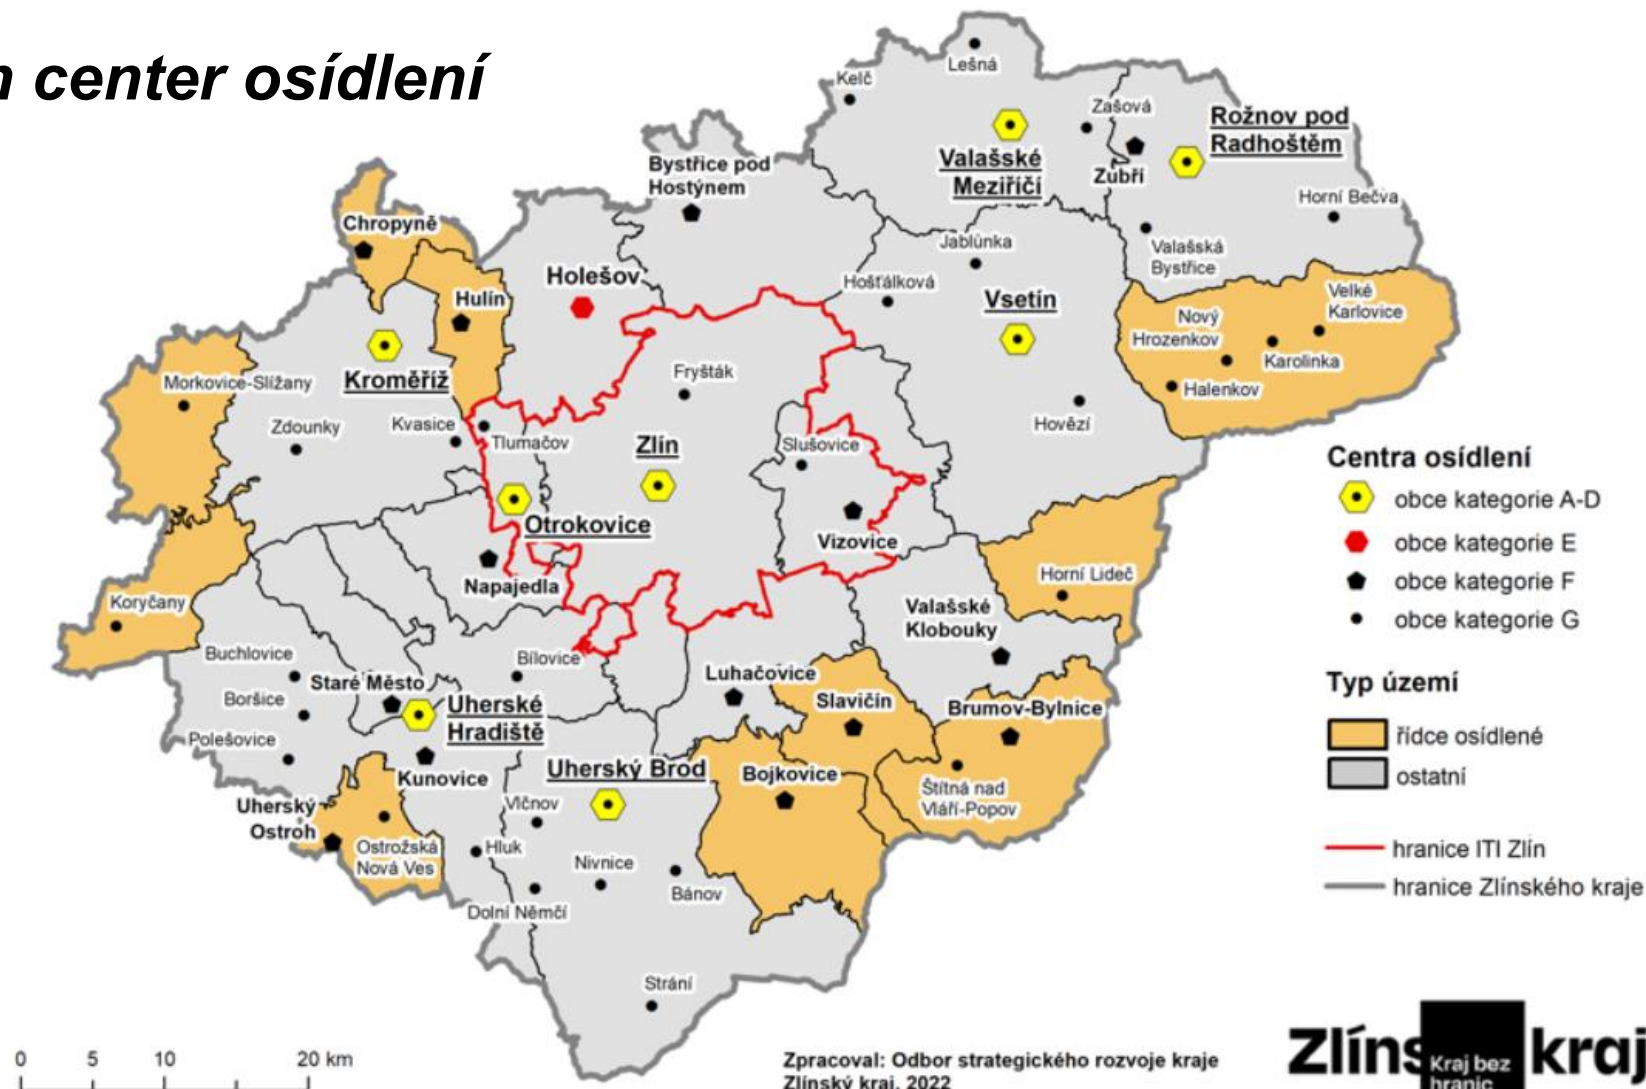 center osídlení
Lešná
Kelč
Zašová
Rožnov pod
Radhoštěm
Valašské
Meziříčí
Zubří
Bystřice pod
Hostýnem
Horní Bečva
Chropyně
Jablůnka
Valašská
Bystřice
Holešov
Hošťálková
Hulín
Vsetín
Velké
Karlovice
Nový
Hrozenkov
Karolinka
Fryšták
Kroměříž
Morkovice-Slížany
Halenkov
Hovězí
Zdounky
Kvasice
Tlumačov
Zlín
Slušovice
Otrokovice
Vizovice
Napajedla
Horní Lideč
Koryčany
Valašské
Klobouky
Buchlovice
Bílovice
Staré Město
Luhačovice
Boršice
Uherské
Hradiště
Slavičín
Brumov-Bylnice
Polešovice
Kunovice
Uherský Brod
Bojkovice
Štítná nad
Vláří-Popov
Uherský
Ostroh
Vlčnov
Ostrožská
Nová Ves
Hluk
Nivnice
Bánov
Dolní Němčí
Strání
Centra osídlení
obce kategorie A-D
obce kategorie E
obce kategorie F
obce kategorie G
Typ území
řídce osídlené
ostatní
hranice ITI Zlín
hranice Zlínského kraje
0 5 10 20 km
Zpracoval: Odbor strategického rozvoje kraje
Zlínský kraj, 2022
Kraj bez
hranic
kraj